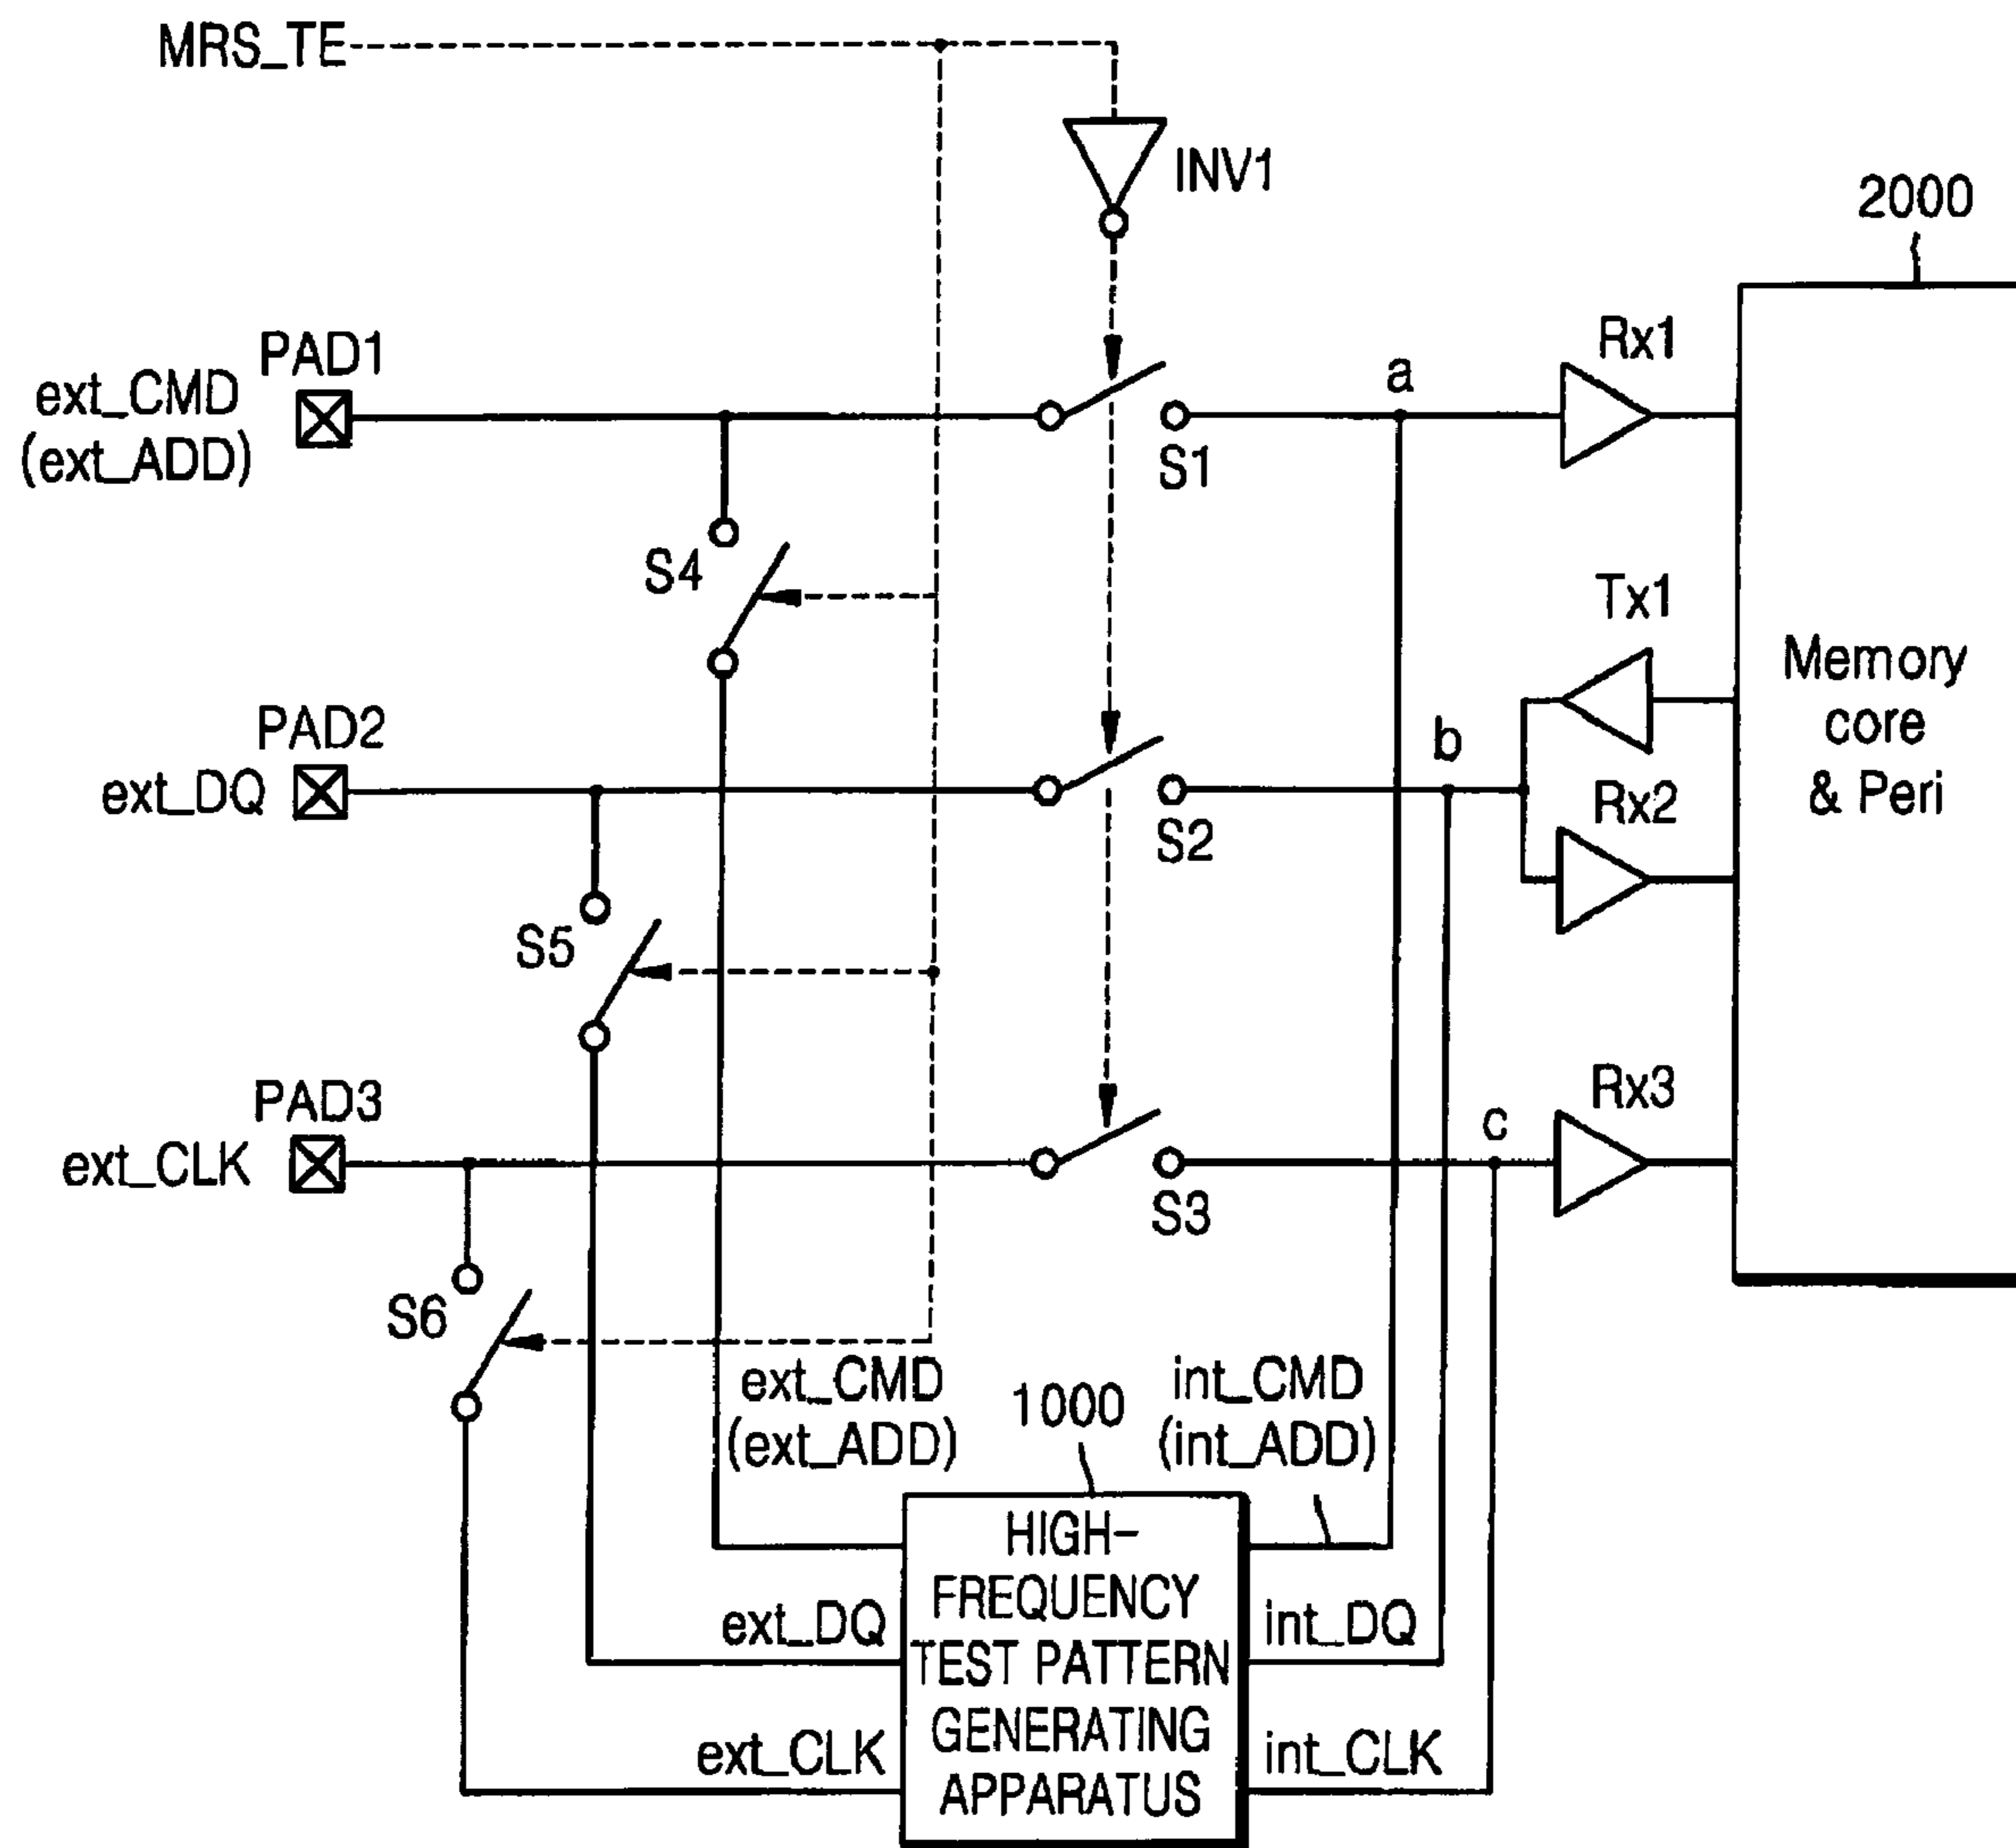 MRS_TE
INV1
2000
PAD1
ext_CMD
(ext_ADD)
S1
a
Rx1
S4
Tx1
Memory
core
& Peri
PAD2
ext_DQ
S2
b
Rx2
S5
PAD3
ext_CLK
S3
c
Rx3
S6
ext_CMD
(ext_ADD)
1000
int_CMD
(int_ADD)
HIGH-
FREQUENCY
TEST PATTERN
GENERATING
APPARATUS
ext_DQ
int_DQ
ext_CLK
int_CLK